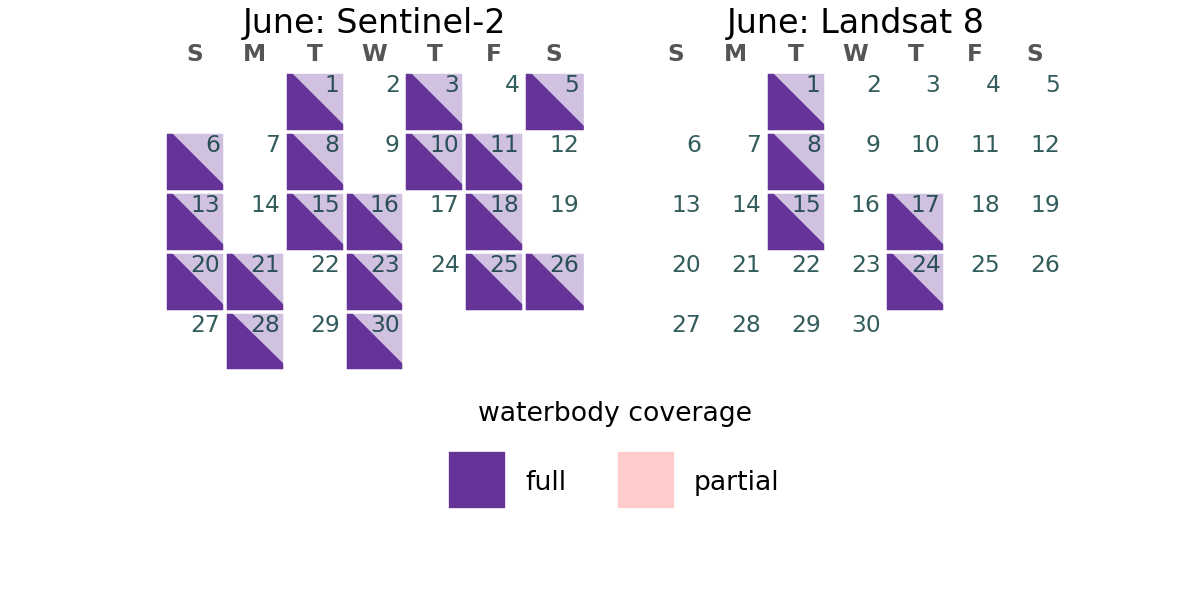 June: Sentinel-2
S M T W T F S
1 2 3 4 5
6 7 8 9 10 11 12
13 14 15 16 17 18 19
20 21 22 23 24 25 26
27 28 29 30
June: Landsat 8
S M T W T F S
1 2 3 4 5
6 7 8 9 10 11 12
13 14 15 16 17 18 19
20 21 22 23 24 25 26
27 28 29 30
waterbody coverage
full
partial